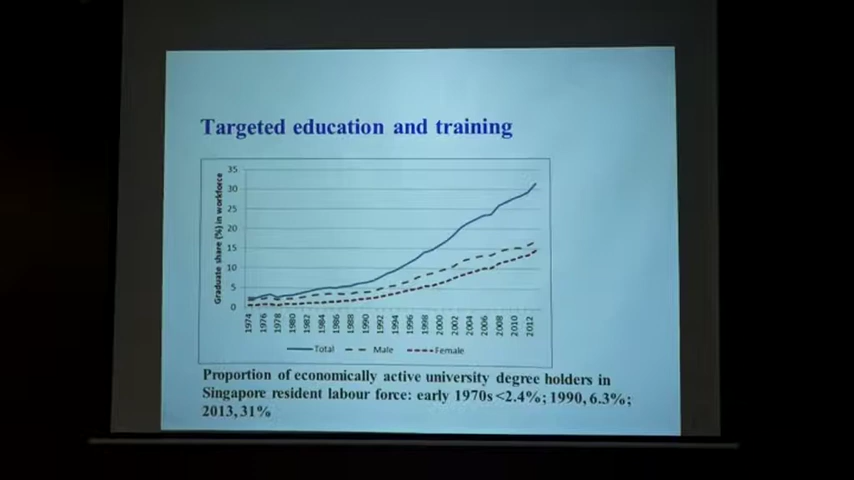 Targeted education and training
Graduate share (%) in workforce
35
30
25
20
15
10
5
0
1974 1976 1978 1980 1982 1984 1986 1988 1990 1992 1994 1996 1998 2000 2002 2004 2006 2008 2010 2012
Total Male Female
Proportion of economically active university degree holders in
Singapore resident labour force: early 1970s <2.4%; 1990, 6.3%;
2013, 31%